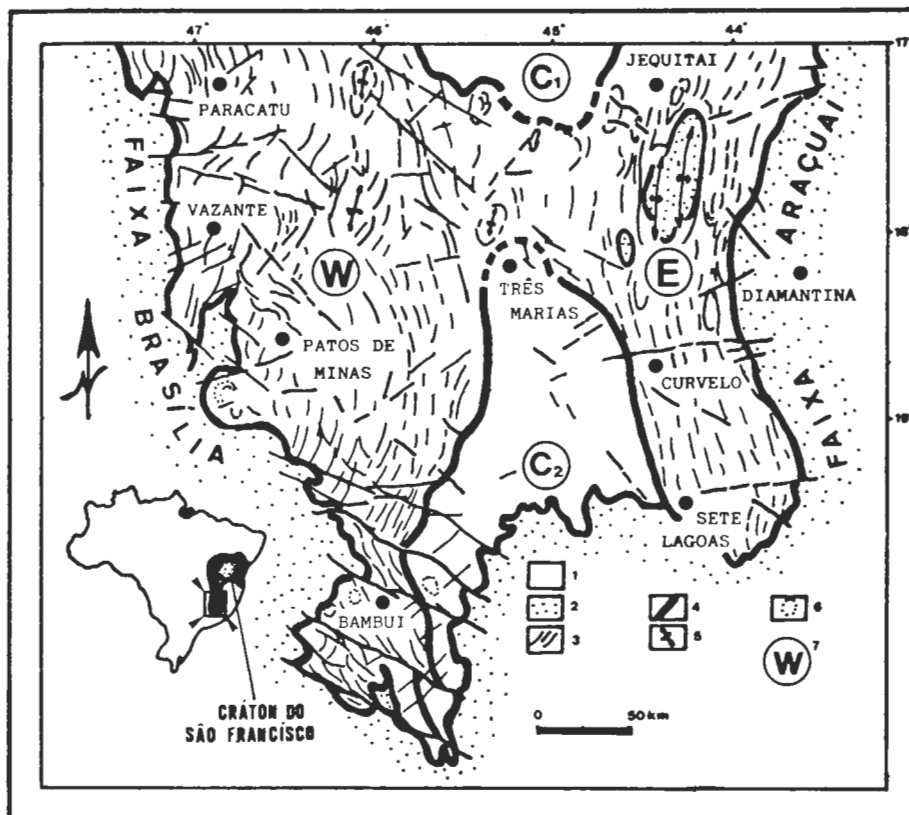 47°
46
45
44
17
C1
JEQUITAI
PARACATU
FAIXA
BRASÍLIA
ARAÇUAI
FAIXA
VAZANTE
18
W
E
TRÊS
MARIAS
DIAMANTINA
PATOS DE
MINAS
CURVELO
19
C2
SETE
LAGOAS
BAMBUI
1
2
3
4
5
6
W 7
CRÁTON DO
SÃO FRANCÍSCO
0 50 km